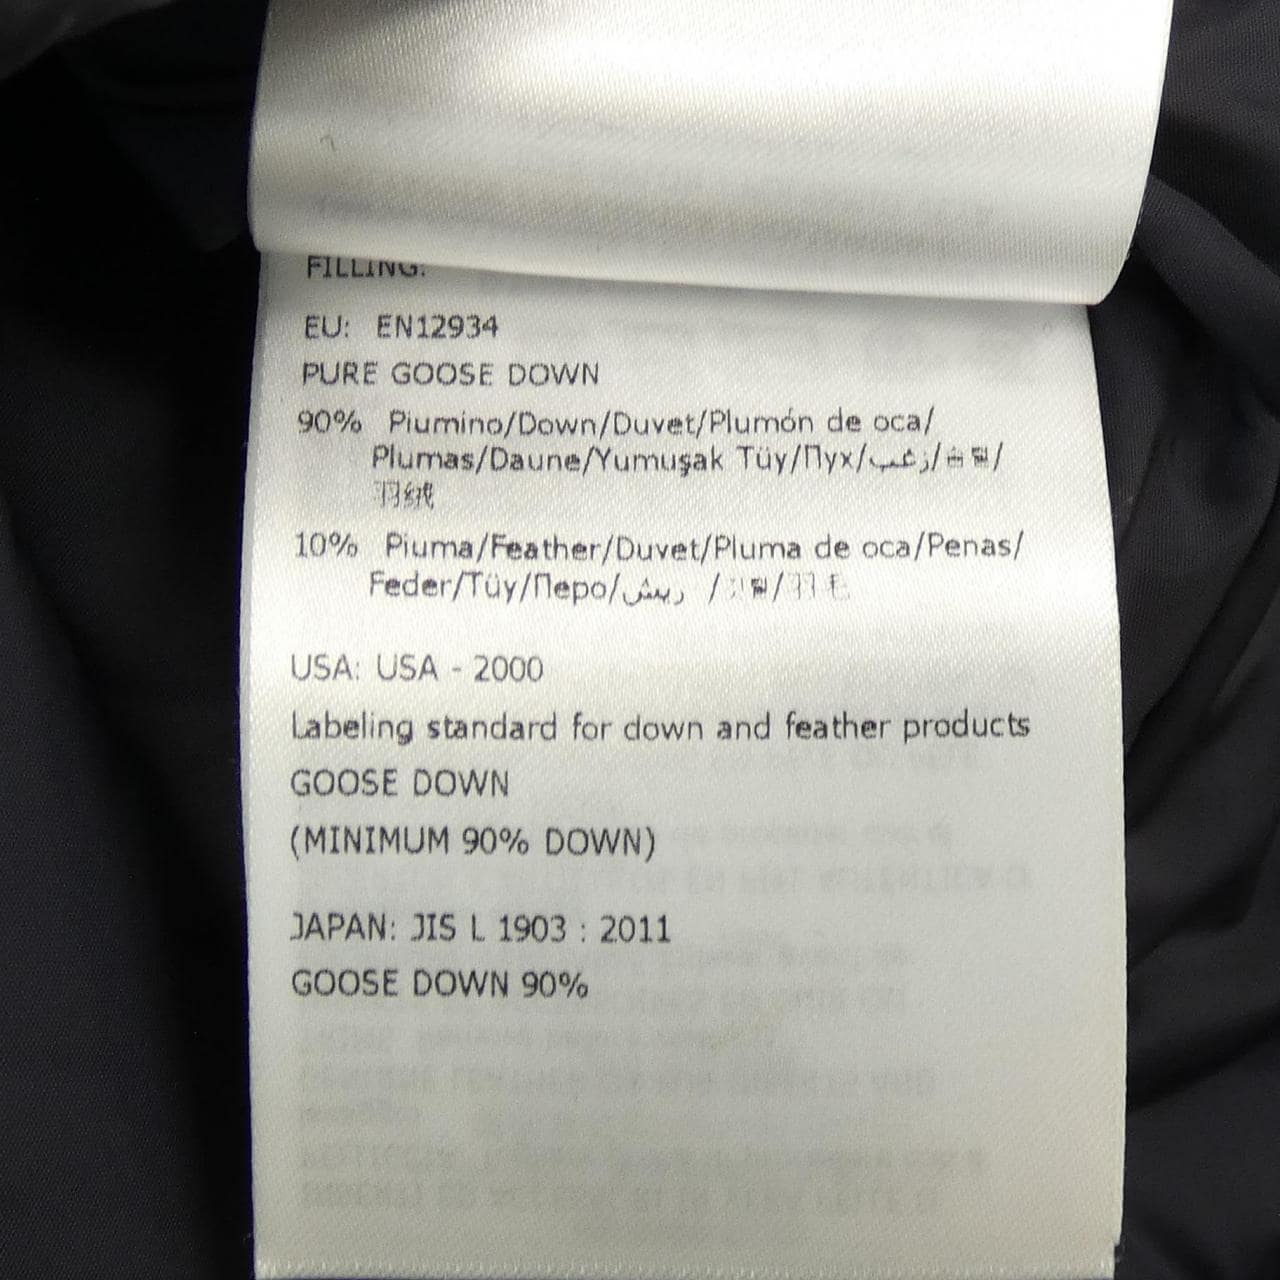 FILLING:
EU: EN12934
PURE GOOSE DOWN
90% Piumino/Down/Duvet/Plumón de oca/
Plumas/Daune/Yumuşak Tüy/Пух/زغب/솜털/
羽绒
10% Piuma/Feather/Duvet/Pluma de oca/Penas/
Feder/Tüy/Перо/ريش /깃털/羽毛
USA: USA - 2000
Labeling standard for down and feather products
GOOSE DOWN
(MINIMUM 90% DOWN)
JAPAN: JIS L 1903 : 2011
GOOSE DOWN 90%